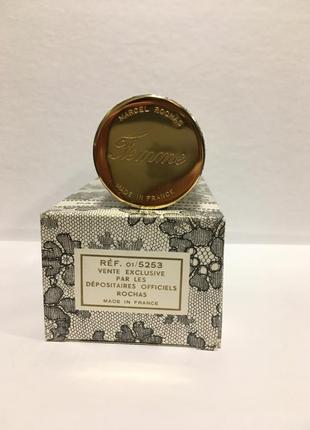 MARCEL ROCHAS
Femme
MADE IN FRANCE
RÉF. 01/5253
VENTE EXCLUSIVE
PAR LES
DÉPOSITAIRES OFFICIELS
ROCHAS
MADE IN FRANCE